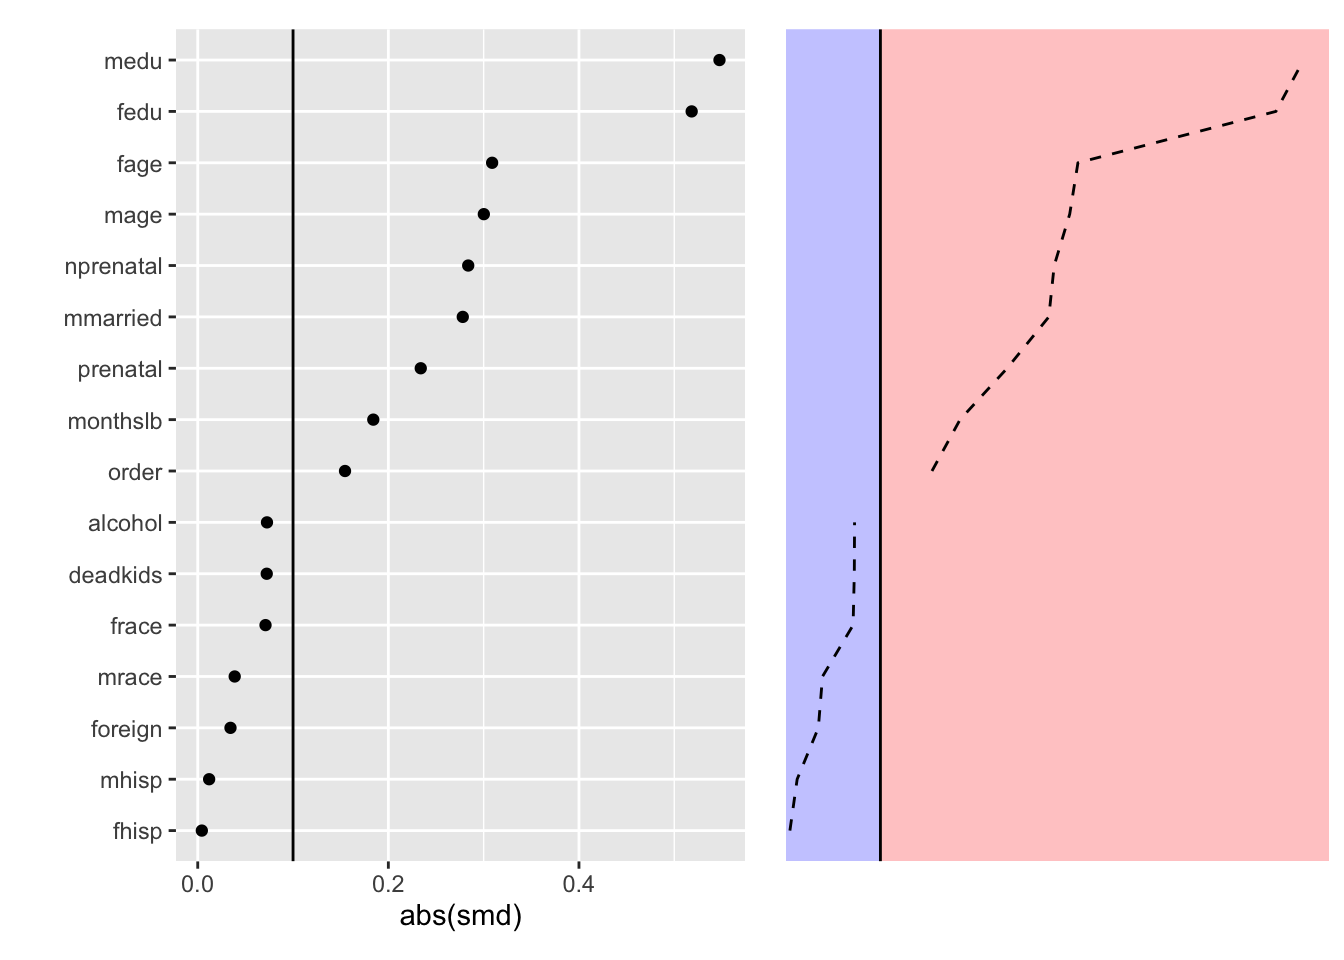 medu
fedu
fage
mage
nprenatal
mmarried
prenatal
monthslb
order
alcohol
deadkids
frace
mrace
foreign
mhisp
fhisp
0.0 0.2 0.4
abs(smd)